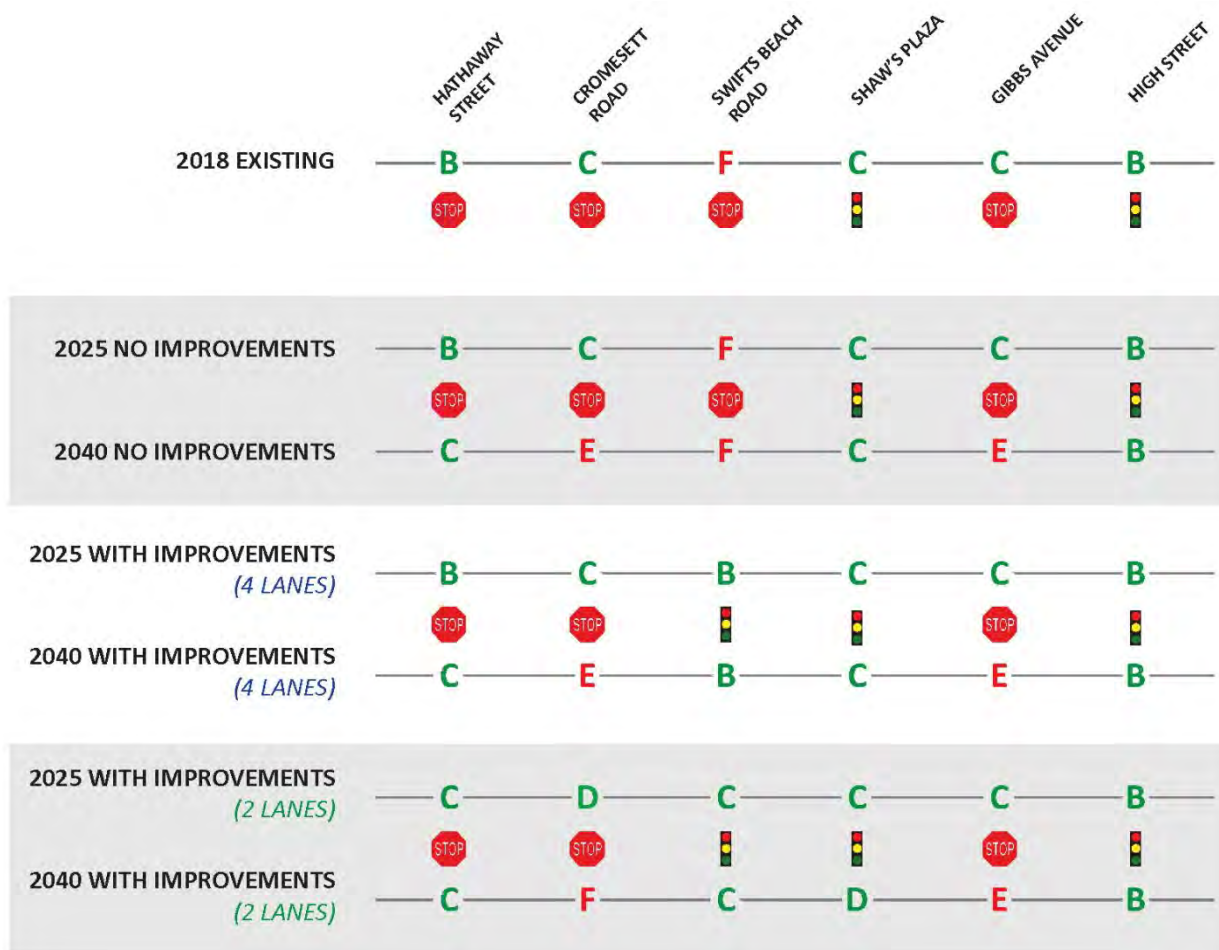 HATHAWAY
STREET
CROMESETT
ROAD
SWIFTS BEACH
ROAD
SHAW'S PLAZA
GIBBS AVENUE
HIGH STREET
2018 EXISTING B C F C C B
STOP STOP STOP STOP
2025 NO IMPROVEMENTS B C F C C B
STOP STOP STOP STOP
2040 NO IMPROVEMENTS C E F C E B
2025 WITH IMPROVEMENTS
(4 LANES)
B C B C C B
STOP STOP STOP
2040 WITH IMPROVEMENTS
(4 LANES)
C E B C E B
2025 WITH IMPROVEMENTS
(2 LANES)
C D C C C B
STOP STOP STOP
2040 WITH IMPROVEMENTS
(2 LANES)
C F C D E B